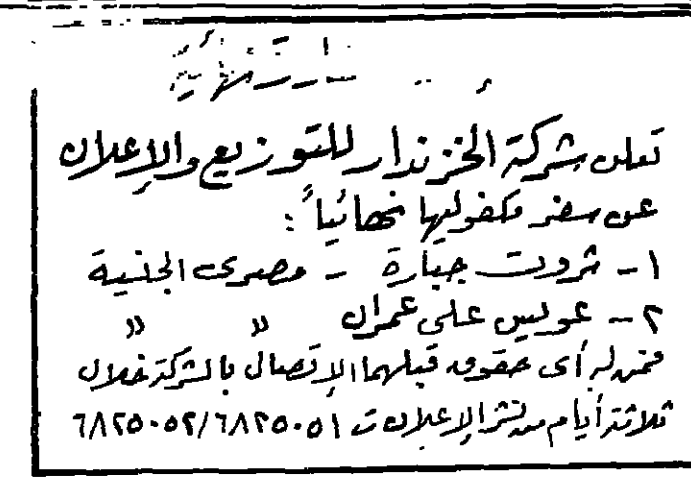 تعلن شركة الخزندار للتوزيع والإعلان
عن سفر مكفوليها نهائياً :
١ - ثروت جبارة - مصرى الجنسية
٢ - عويس على عمران " "
فمن له أى حقوق قبلهما الإتصال بالشركة خلال
ثلاثة أيام من نشر الإعلان ت ٦٨٢٥٠٥١/٦٨٢٥٠٥٢